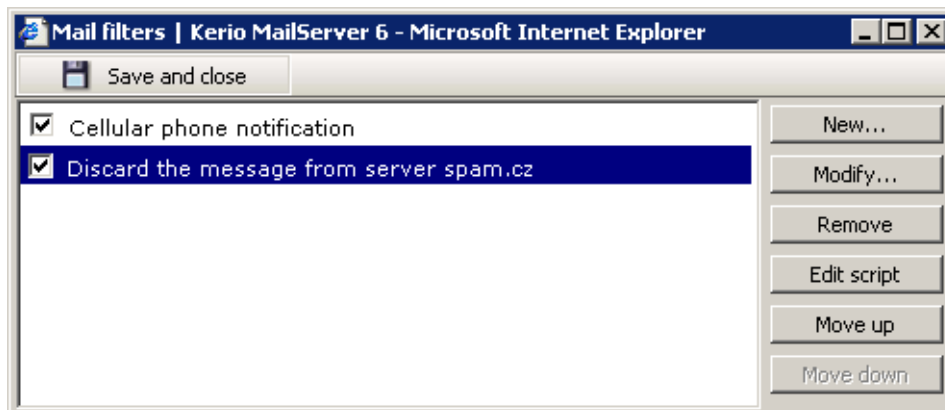 Mail filters | Kerio MailServer 6 - Microsoft Internet Explorer
Save and close
Cellular phone notification
Discard the message from server spam.cz
New...
Modify...
Remove
Edit script
Move up
Move down